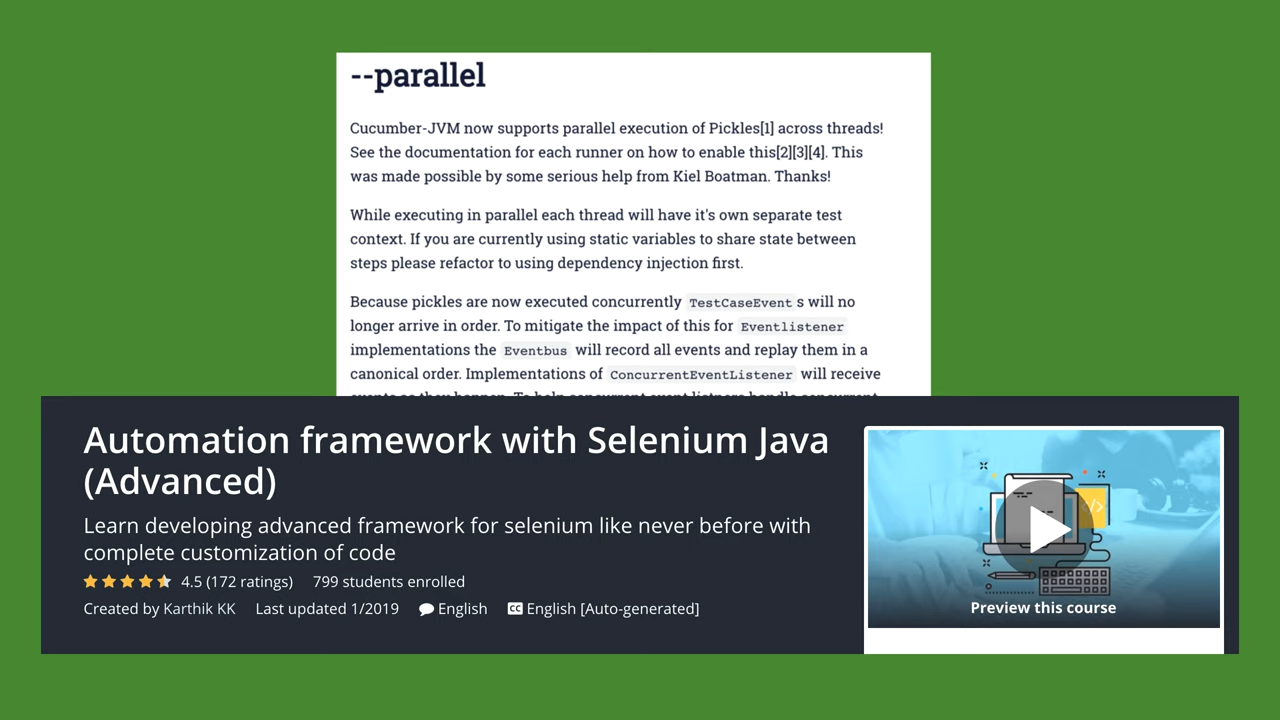 --parallel
Cucumber-JVM now supports parallel execution of Pickles[1] across threads!
See the documentation for each runner on how to enable this[2][3][4]. This
was made possible by some serious help from Kiel Boatman. Thanks!
While executing in parallel each thread will have it's own separate test
context. If you are currently using static variables to share state between
steps please refactor to using dependency injection first.
Because pickles are now executed concurrently TestCaseEvent s will no
longer arrive in order. To mitigate the impact of this for Eventlistener
implementations the Eventbus will record all events and replay them in a
canonical order. Implementations of ConcurrentEventListener will receive
Automation framework with Selenium Java
(Advanced)
Learn developing advanced framework for selenium like never before with
complete customization of code
4.5 (172 ratings) 799 students enrolled
Created by Karthik KK Last updated 1/2019 English CC English [Auto-generated]
</> 
Preview this course